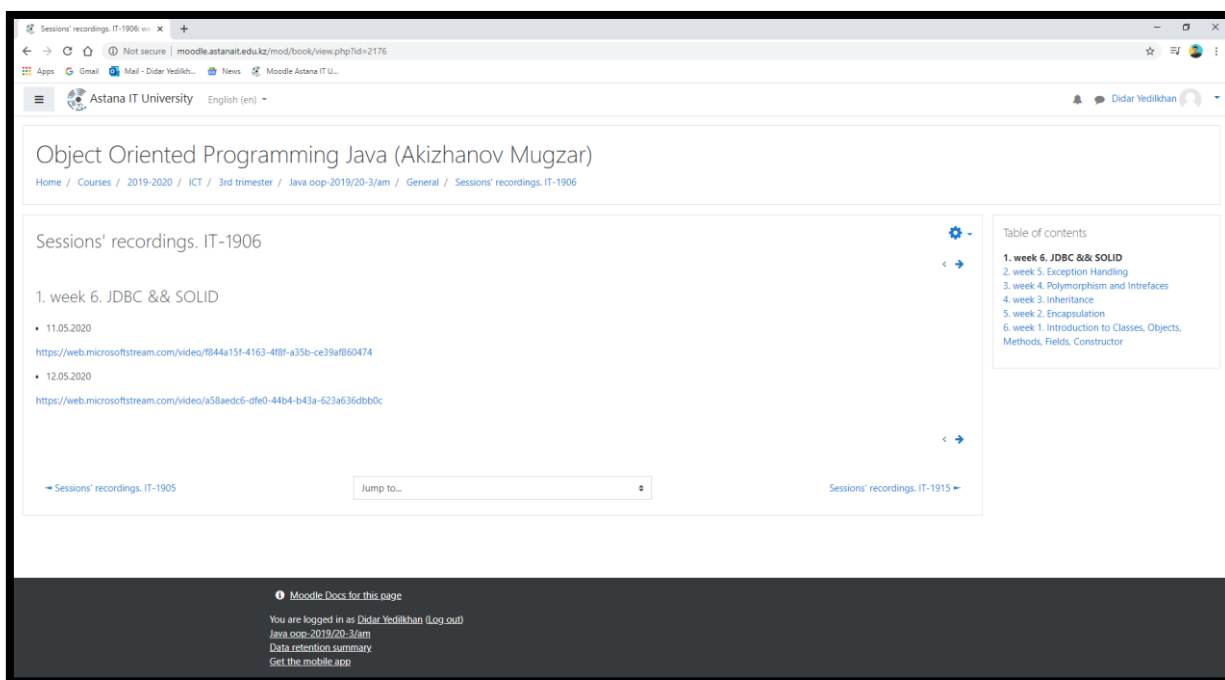 Sessions' recordings. IT-1906: we
Not secure | moodle.astanait.edu.kz/mod/book/view.php?id=2176
Apps Gmail Mail - Didar Yedilkh... News Moodle Astana IT U...
Astana IT University English (en)
Didar Yedilkhan
Object Oriented Programming Java (Akizhanov Mugzar)
Home / Courses / 2019-2020 / ICT / 3rd trimester / Java oop-2019/20-3/am / General / Sessions' recordings. IT-1906
Sessions' recordings. IT-1906
1. week 6. JDBC && SOLID
• 11.05.2020
https://web.microsoftstream.com/video/f844a15f-4163-4f8f-a35b-ce39af860474
• 12.05.2020
https://web.microsoftstream.com/video/a58aedc6-dfe0-44b4-b43a-623a636dbb0c
Sessions' recordings. IT-1905
Jump to...
Sessions' recordings. IT-1915
Table of contents
1. week 6. JDBC && SOLID
2. week 5. Exception Handling
3. week 4. Polymorphism and Intrefaces
4. week 3. Inheritance
5. week 2. Encapsulation
6. week 1. Introduction to Classes, Objects,
Methods, Fields, Constructor
Moodle Docs for this page
You are logged in as Didar Yedilkhan (Log out)
Java oop-2019/20-3/am
Data retention summary
Get the mobile app